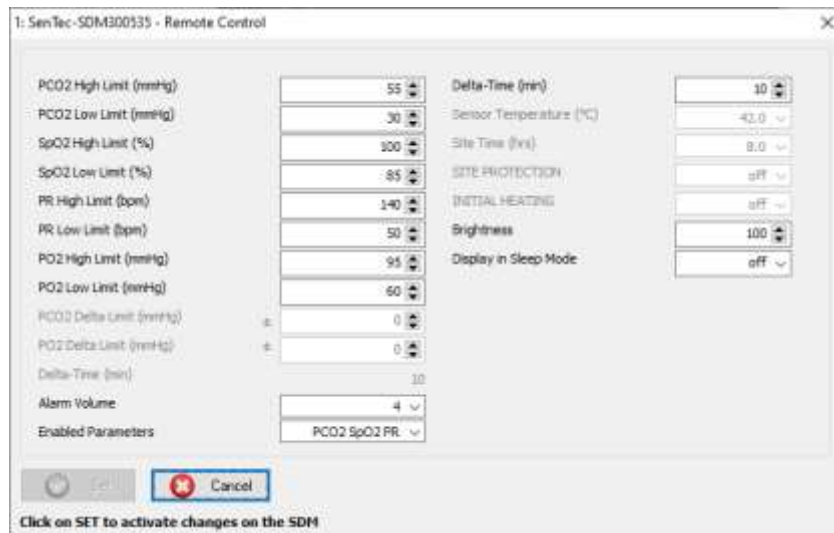 1: SenTec-SDM300535 - Remote Control
PCO2 High Limit (mmHg) 55
PCO2 Low Limit (mmHg) 30
SpO2 High Limit (%) 100
SpO2 Low Limit (%) 85
PR High Limit (bpm) 140
PR Low Limit (bpm) 50
PO2 High Limit (mmHg) 95
PO2 Low Limit (mmHg) 60
PCO2 Delta Limit (mmHg) ± 0
PO2 Delta Limit (mmHg) ± 0
Delta-Time (min) 10
Alarm Volume 4
Enabled Parameters PCO2 SpO2 PR
Delta-Time (min) 10
Sensor Temperature (°C) 42.0
Site Time (hrs) 8.0
SITE PROTECTION off
INITIAL HEATING off
Brightness 100
Display in Sleep Mode off
Set
Cancel
Click on SET to activate changes on the SDM